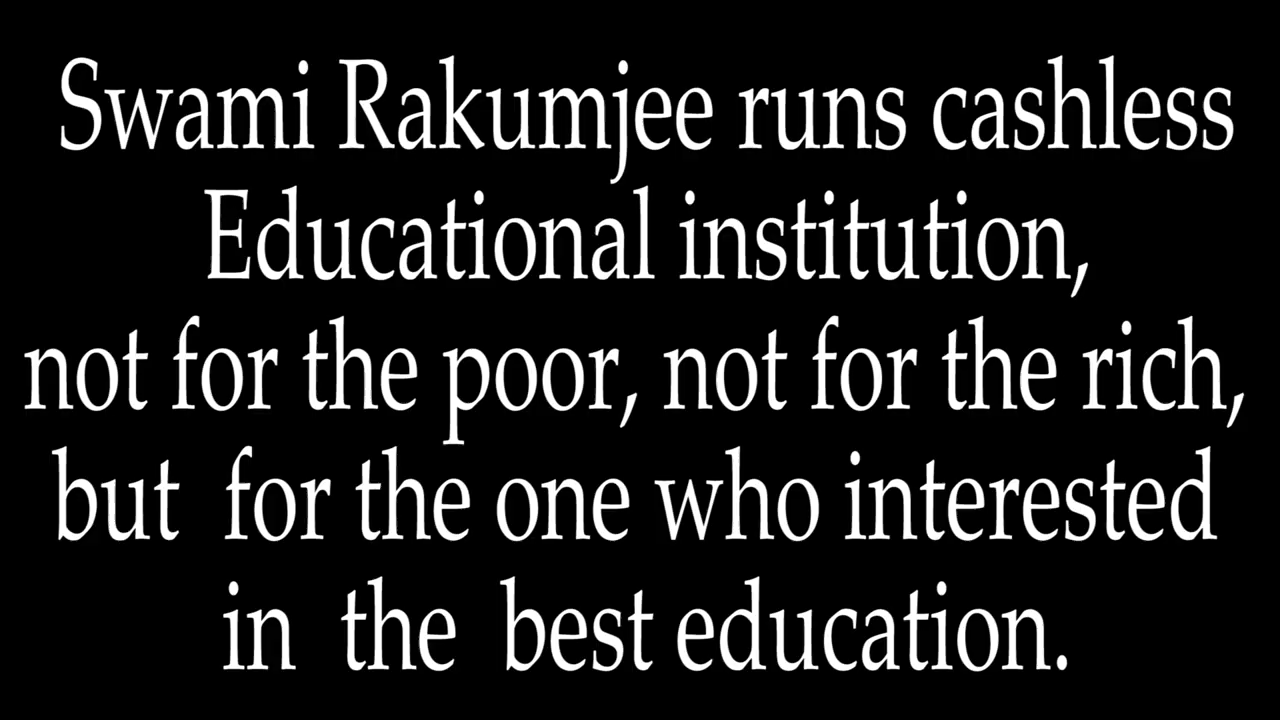 Swami Rakumjee runs cashless
Educational institution,
not for the poor, not for the rich,
but for the one who interested
in the best education.